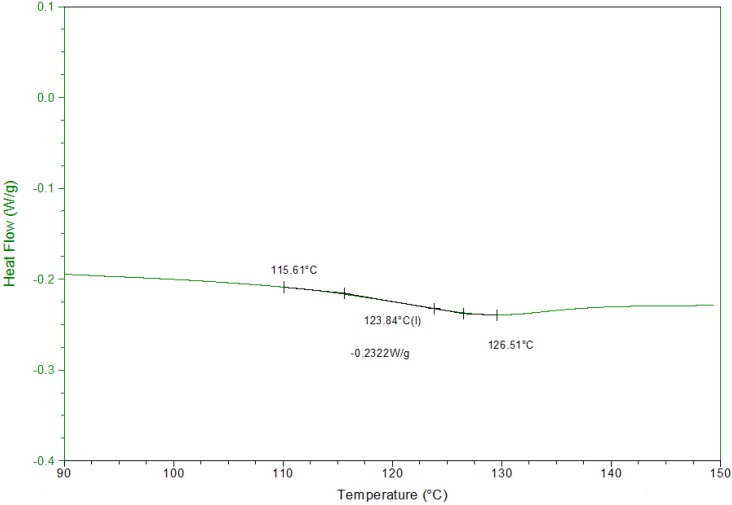 0.1
0.0
-0.1
-0.2
-0.3
-0.4
Heat Flow (W/g)
115.61°C
123.84°C(I)
-0.2322W/g
126.51°C
90
100
110
120
130
140
150
Temperature (°C)